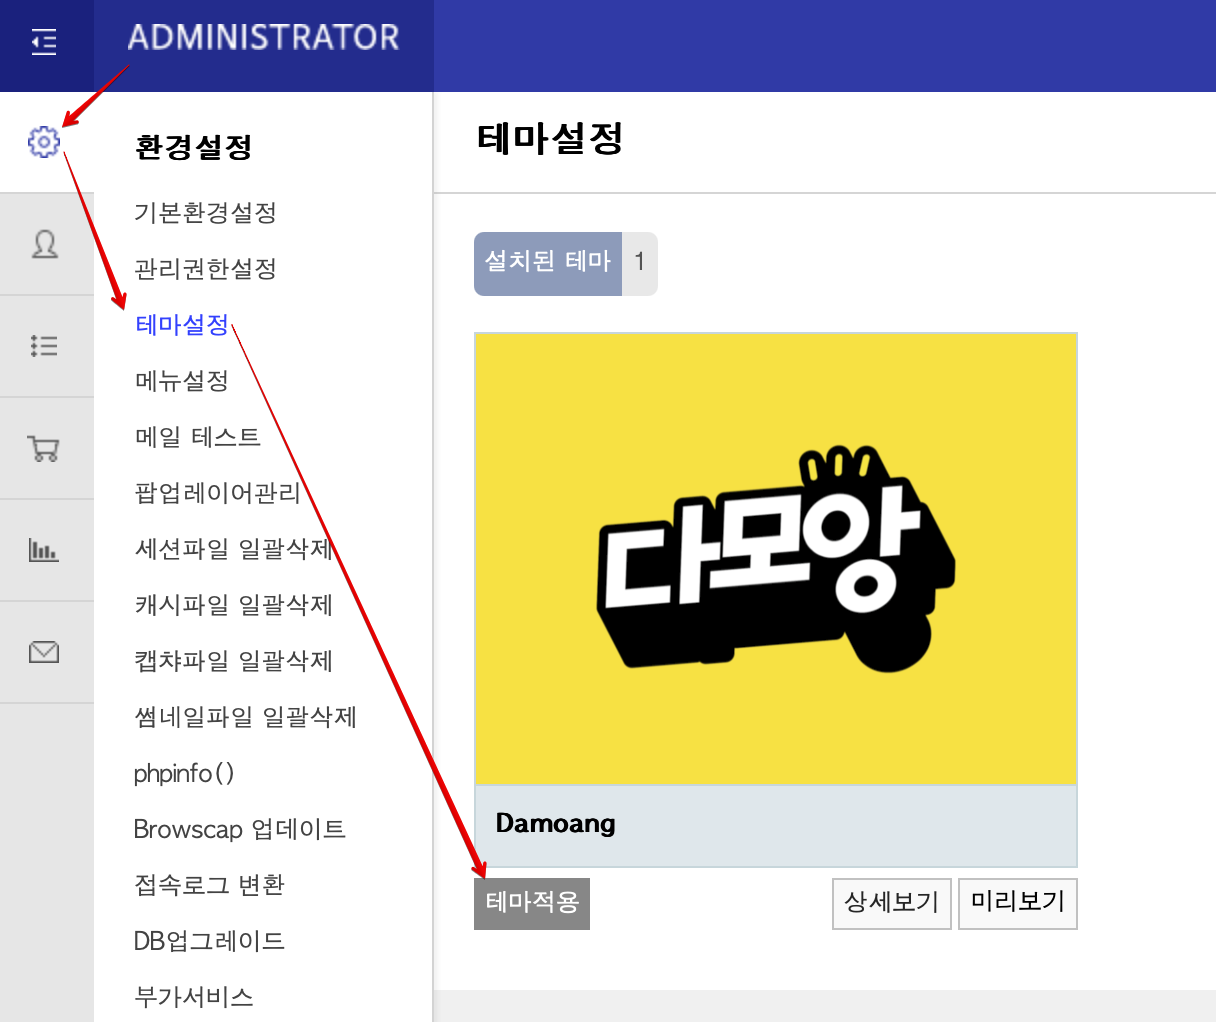 ADMINISTRATOR
환경설정
기본환경설정
관리권한설정
테마설정
메뉴설정
메일 테스트
팝업레이어관리
세션파일 일괄삭제
캐시파일 일괄삭제
캡챠파일 일괄삭제
썸네일파일 일괄삭제
phpinfo()
Browscap 업데이트
접속로그 변환
DB업그레이드
부가서비스
테마설정
설치된 테마 1
다모앙
Damoang
테마적용 상세보기 미리보기